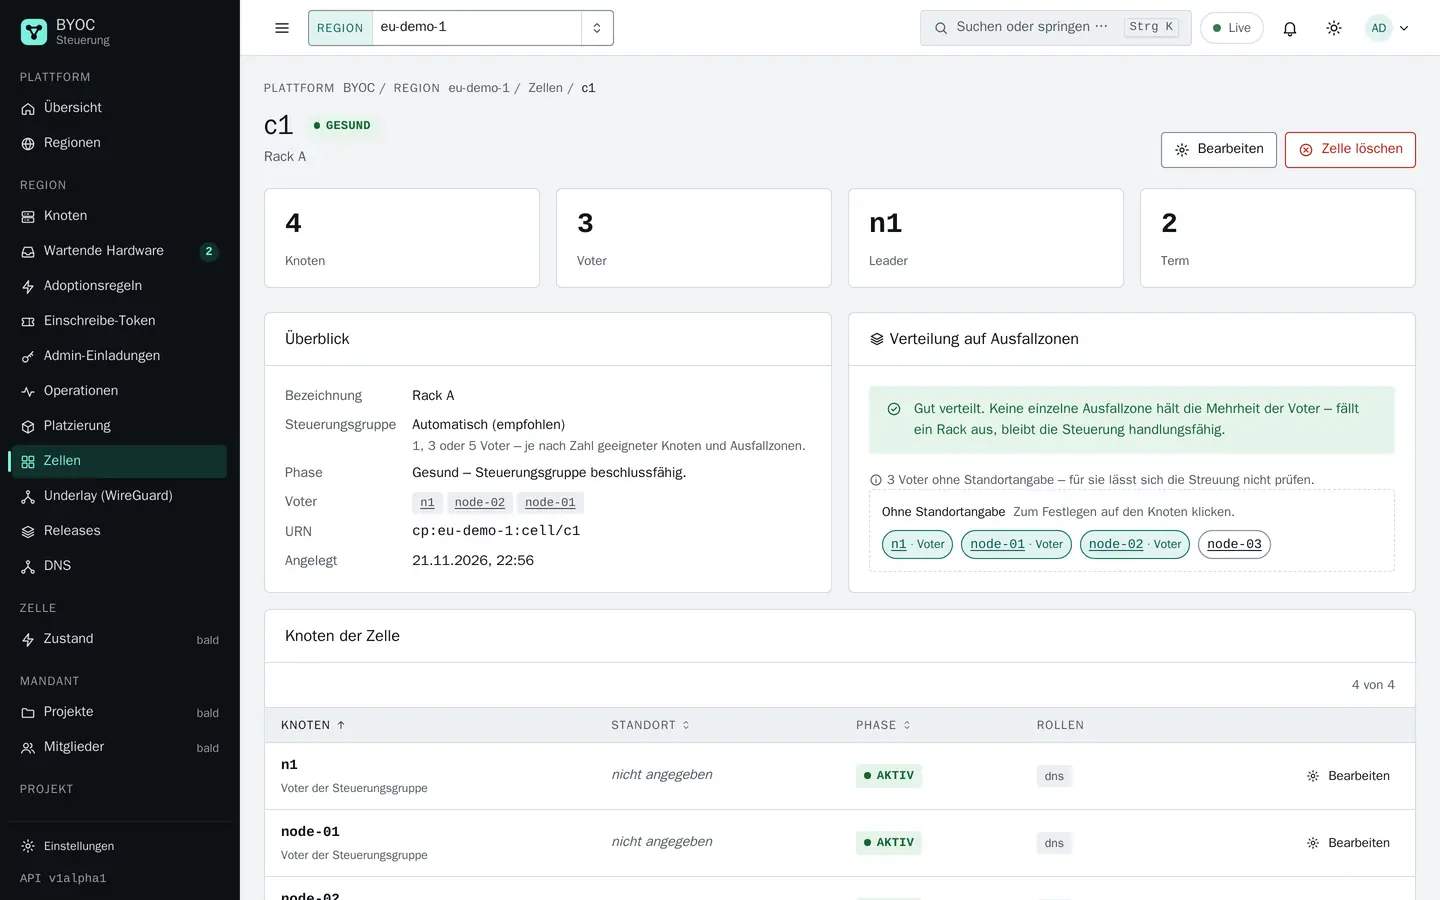 BYOC
Steuerung
PLATTFORM
Übersicht
Regionen
REGION
Knoten
Wartende Hardware 2
Adoptionsregeln
Einschreibe-Token
Admin-Einladungen
Operationen
Platzierung
Zellen
Underlay (WireGuard)
Releases
DNS
ZELLE
Zustand bald
MANDANT
Projekte bald
Mitglieder bald
PROJEKT
Einstellungen
API v1alpha1
REGION eu-demo-1
Suchen oder springen ··· Strg K
Live
AD
PLATTFORM BYOC / REGION eu-demo-1 / Zellen / c1
c1 GESUND
Rack A
Bearbeiten
Zelle löschen
4
Knoten
3
Voter
n1
Leader
2
Term
Überblick
Bezeichnung Rack A
Steuerungsgruppe Automatisch (empfohlen)
1, 3 oder 5 Voter – je nach Zahl geeigneter Knoten und Ausfallzonen.
Phase Gesund – Steuerungsgruppe beschlussfähig.
Voter n1 node-02 node-01
URN cp:eu-demo-1:cell/c1
Angelegt 21.11.2026, 22:56
Verteilung auf Ausfallzonen
Gut verteilt. Keine einzelne Ausfallzone hält die Mehrheit der Voter – fällt
ein Rack aus, bleibt die Steuerung handlungsfähig.
3 Voter ohne Standortangabe – für sie lässt sich die Streuung nicht prüfen.
Ohne Standortangabe Zum Festlegen auf den Knoten klicken.
n1 · Voter node-01 · Voter node-02 · Voter node-03
Knoten der Zelle
4 von 4
KNOTEN STANDORT PHASE ROLLEN
n1
Voter der Steuerungsgruppe
nicht angegeben AKTIV dns Bearbeiten
node-01
Voter der Steuerungsgruppe
nicht angegeben AKTIV dns Bearbeiten
node-02